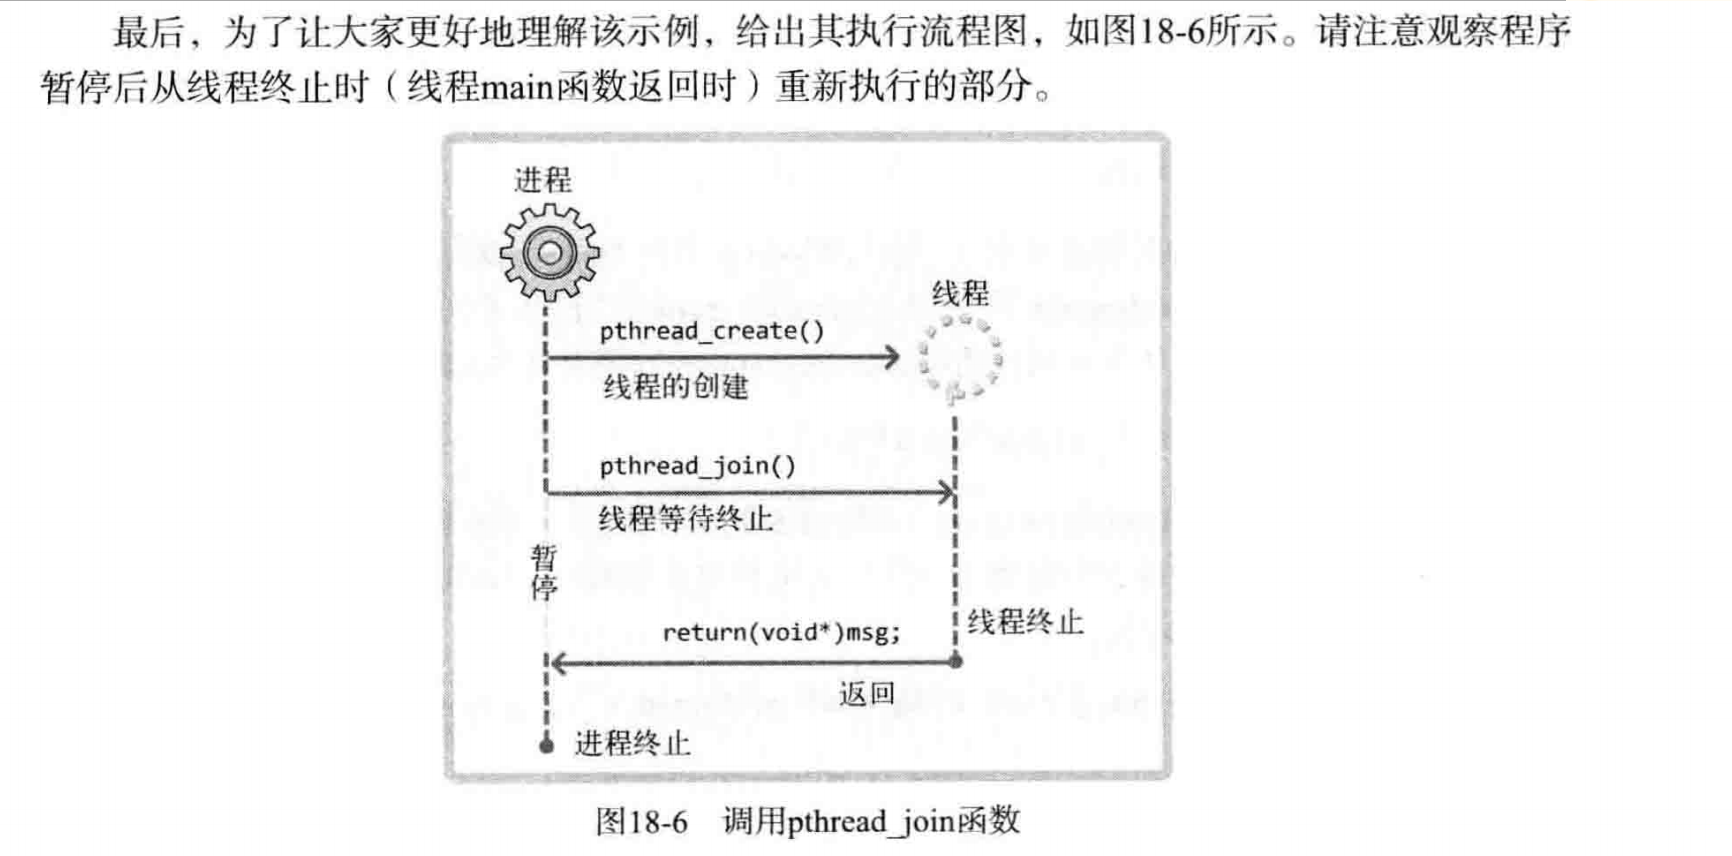 最后，为了让大家更好地理解该示例，给出其执行流程图，如图18-6所示。请注意观察程序
暂停后从线程终止时（线程main函数返回时）重新执行的部分。
进程
线程
pthread_create()
线程的创建
pthread_join()
线程等待终止
暂停
线程终止
return(void*)msg;
返回
进程终止
图18-6 调用pthread_join函数